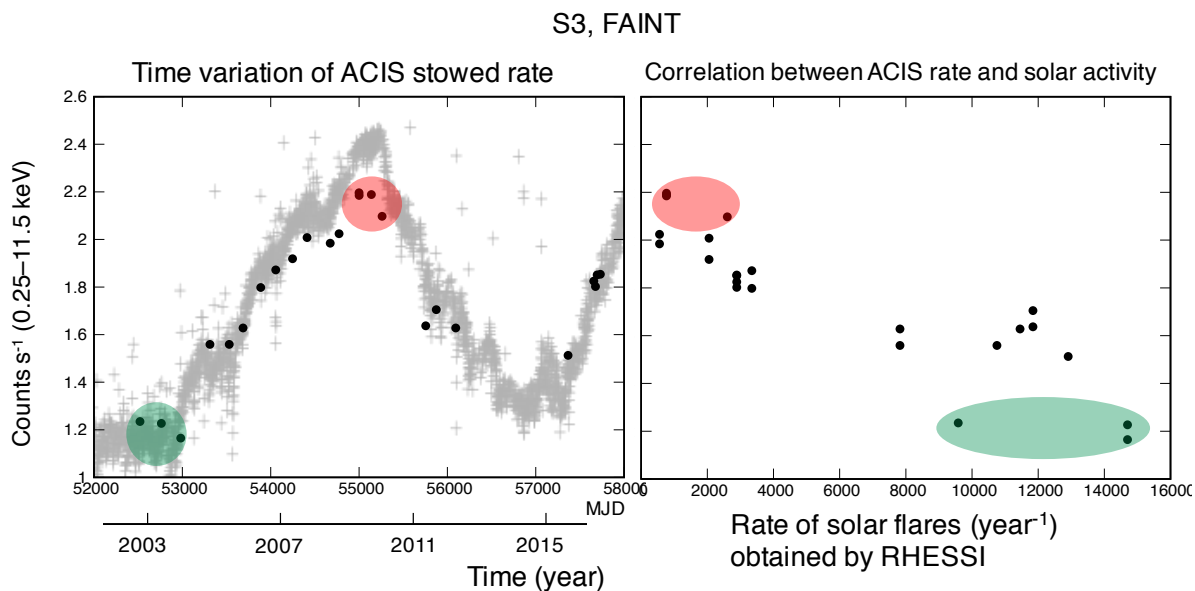 S3, FAINT
Time variation of ACIS stowed rate
Correlation between ACIS rate and solar activity
Counts s⁻¹ (0.25–11.5 keV)
2.6
2.4
2.2
2
1.8
1.6
1.4
1.2
1
52000 53000 54000 55000 56000 57000 58000
0 2000 4000 6000 8000 10000 12000 14000 16000
MJD
2003 2007 2011 2015
Time (year)
Rate of solar flares (year⁻¹)
obtained by RHESSI